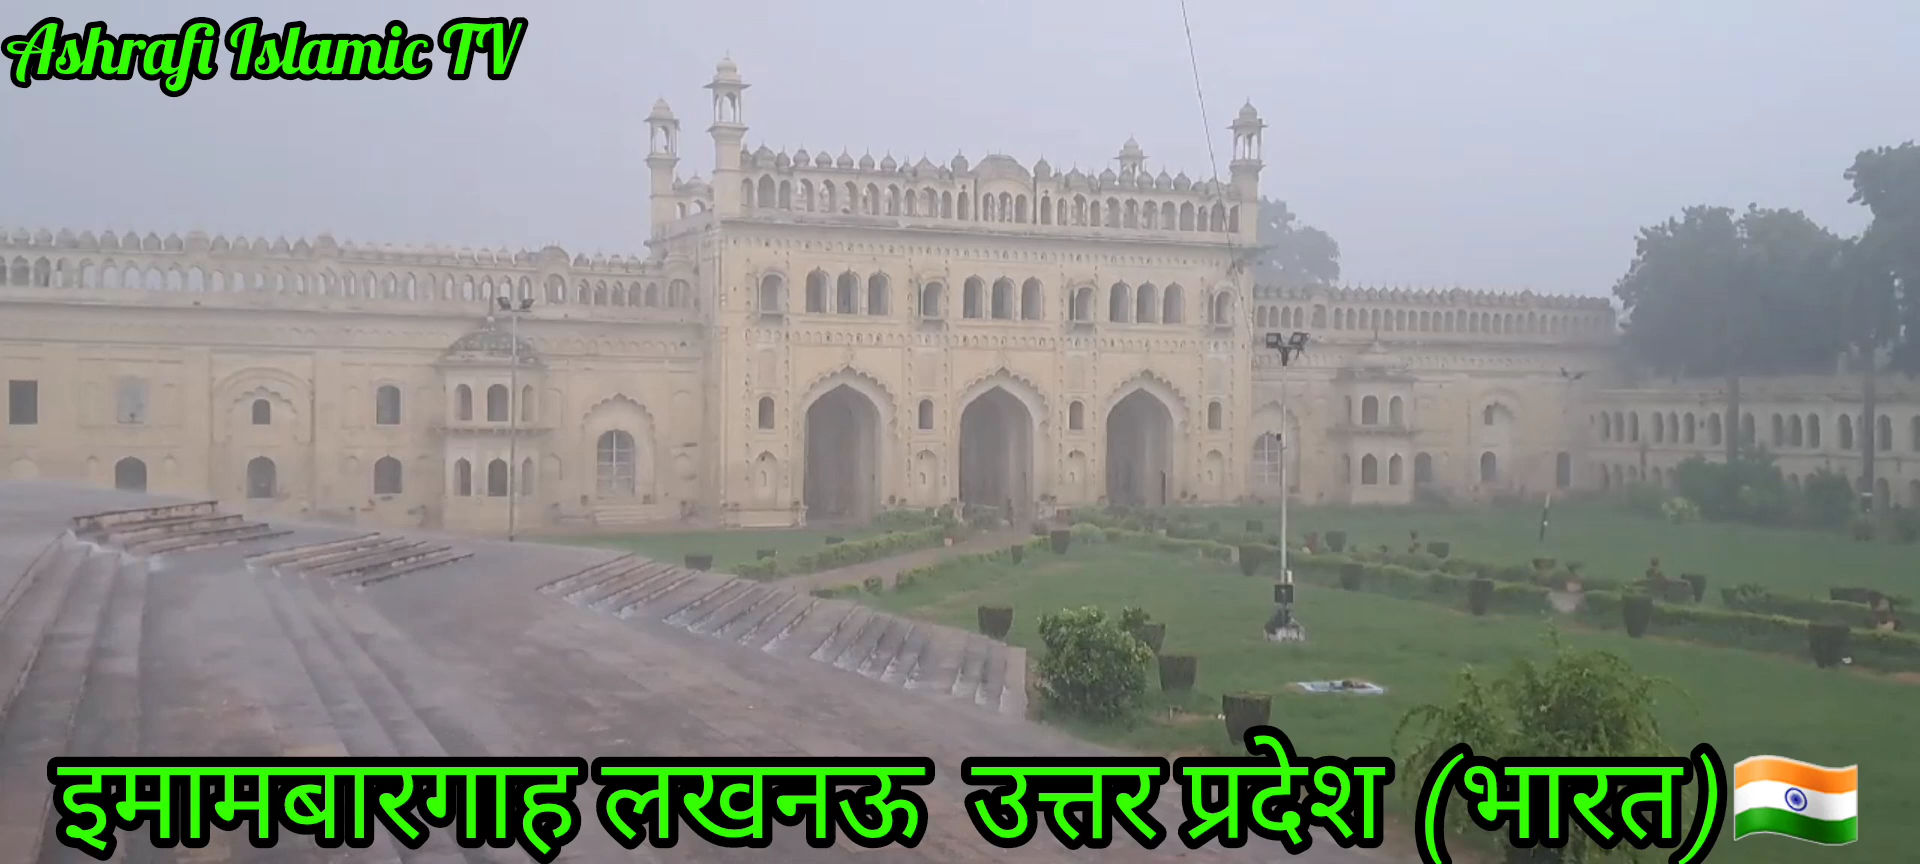 Ashrafi Islamic TV
इमामबारगाह लखनऊ उत्तर प्रदेश (भारत)🇮🇳